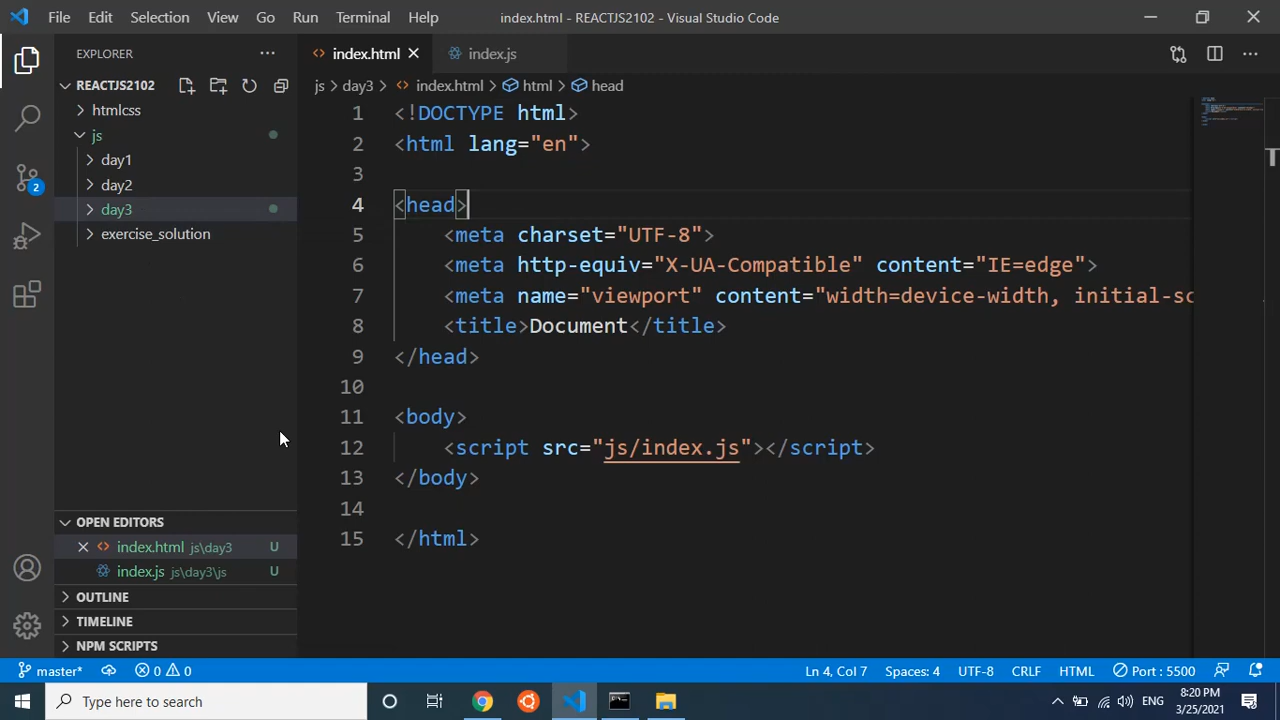 File Edit Selection View Go Run Terminal Help
index.html - REACTJS2102 - Visual Studio Code
EXPLORER
REACTJS2102
htmlcss
js
day1
day2
day3
exercise_solution
OPEN EDITORS
index.html js\day3 U
index.js js\day3\js U
OUTLINE
TIMELINE
NPM SCRIPTS
index.html
index.js
js > day3 > index.html > html > head
1 <!DOCTYPE html>
2 <html lang="en">
3
4 <head>
5 <meta charset="UTF-8">
6 <meta http-equiv="X-UA-Compatible" content="IE=edge">
7 <meta name="viewport" content="width=device-width, initial-sc
8 <title>Document</title>
9 </head>
10
11 <body>
12 <script src="js/index.js"></script>
13 </body>
14
15 </html>
2
master* 0 0
Ln 4, Col 7 Spaces: 4 UTF-8 CRLF HTML Port : 5500
Type here to search
ENG
8:20 PM
3/25/2021